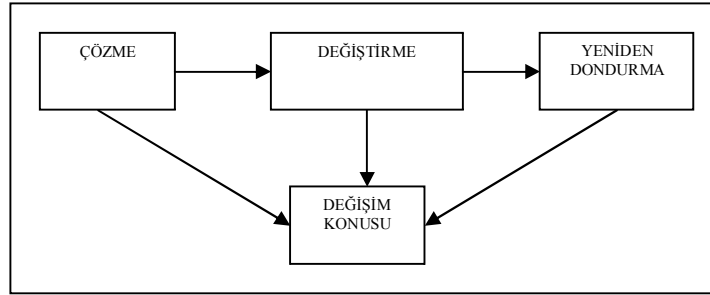 ÇÖZME
DEĞİŞTİRME
YENİDEN
DONDURMA
DEĞİŞİM
KONUSU